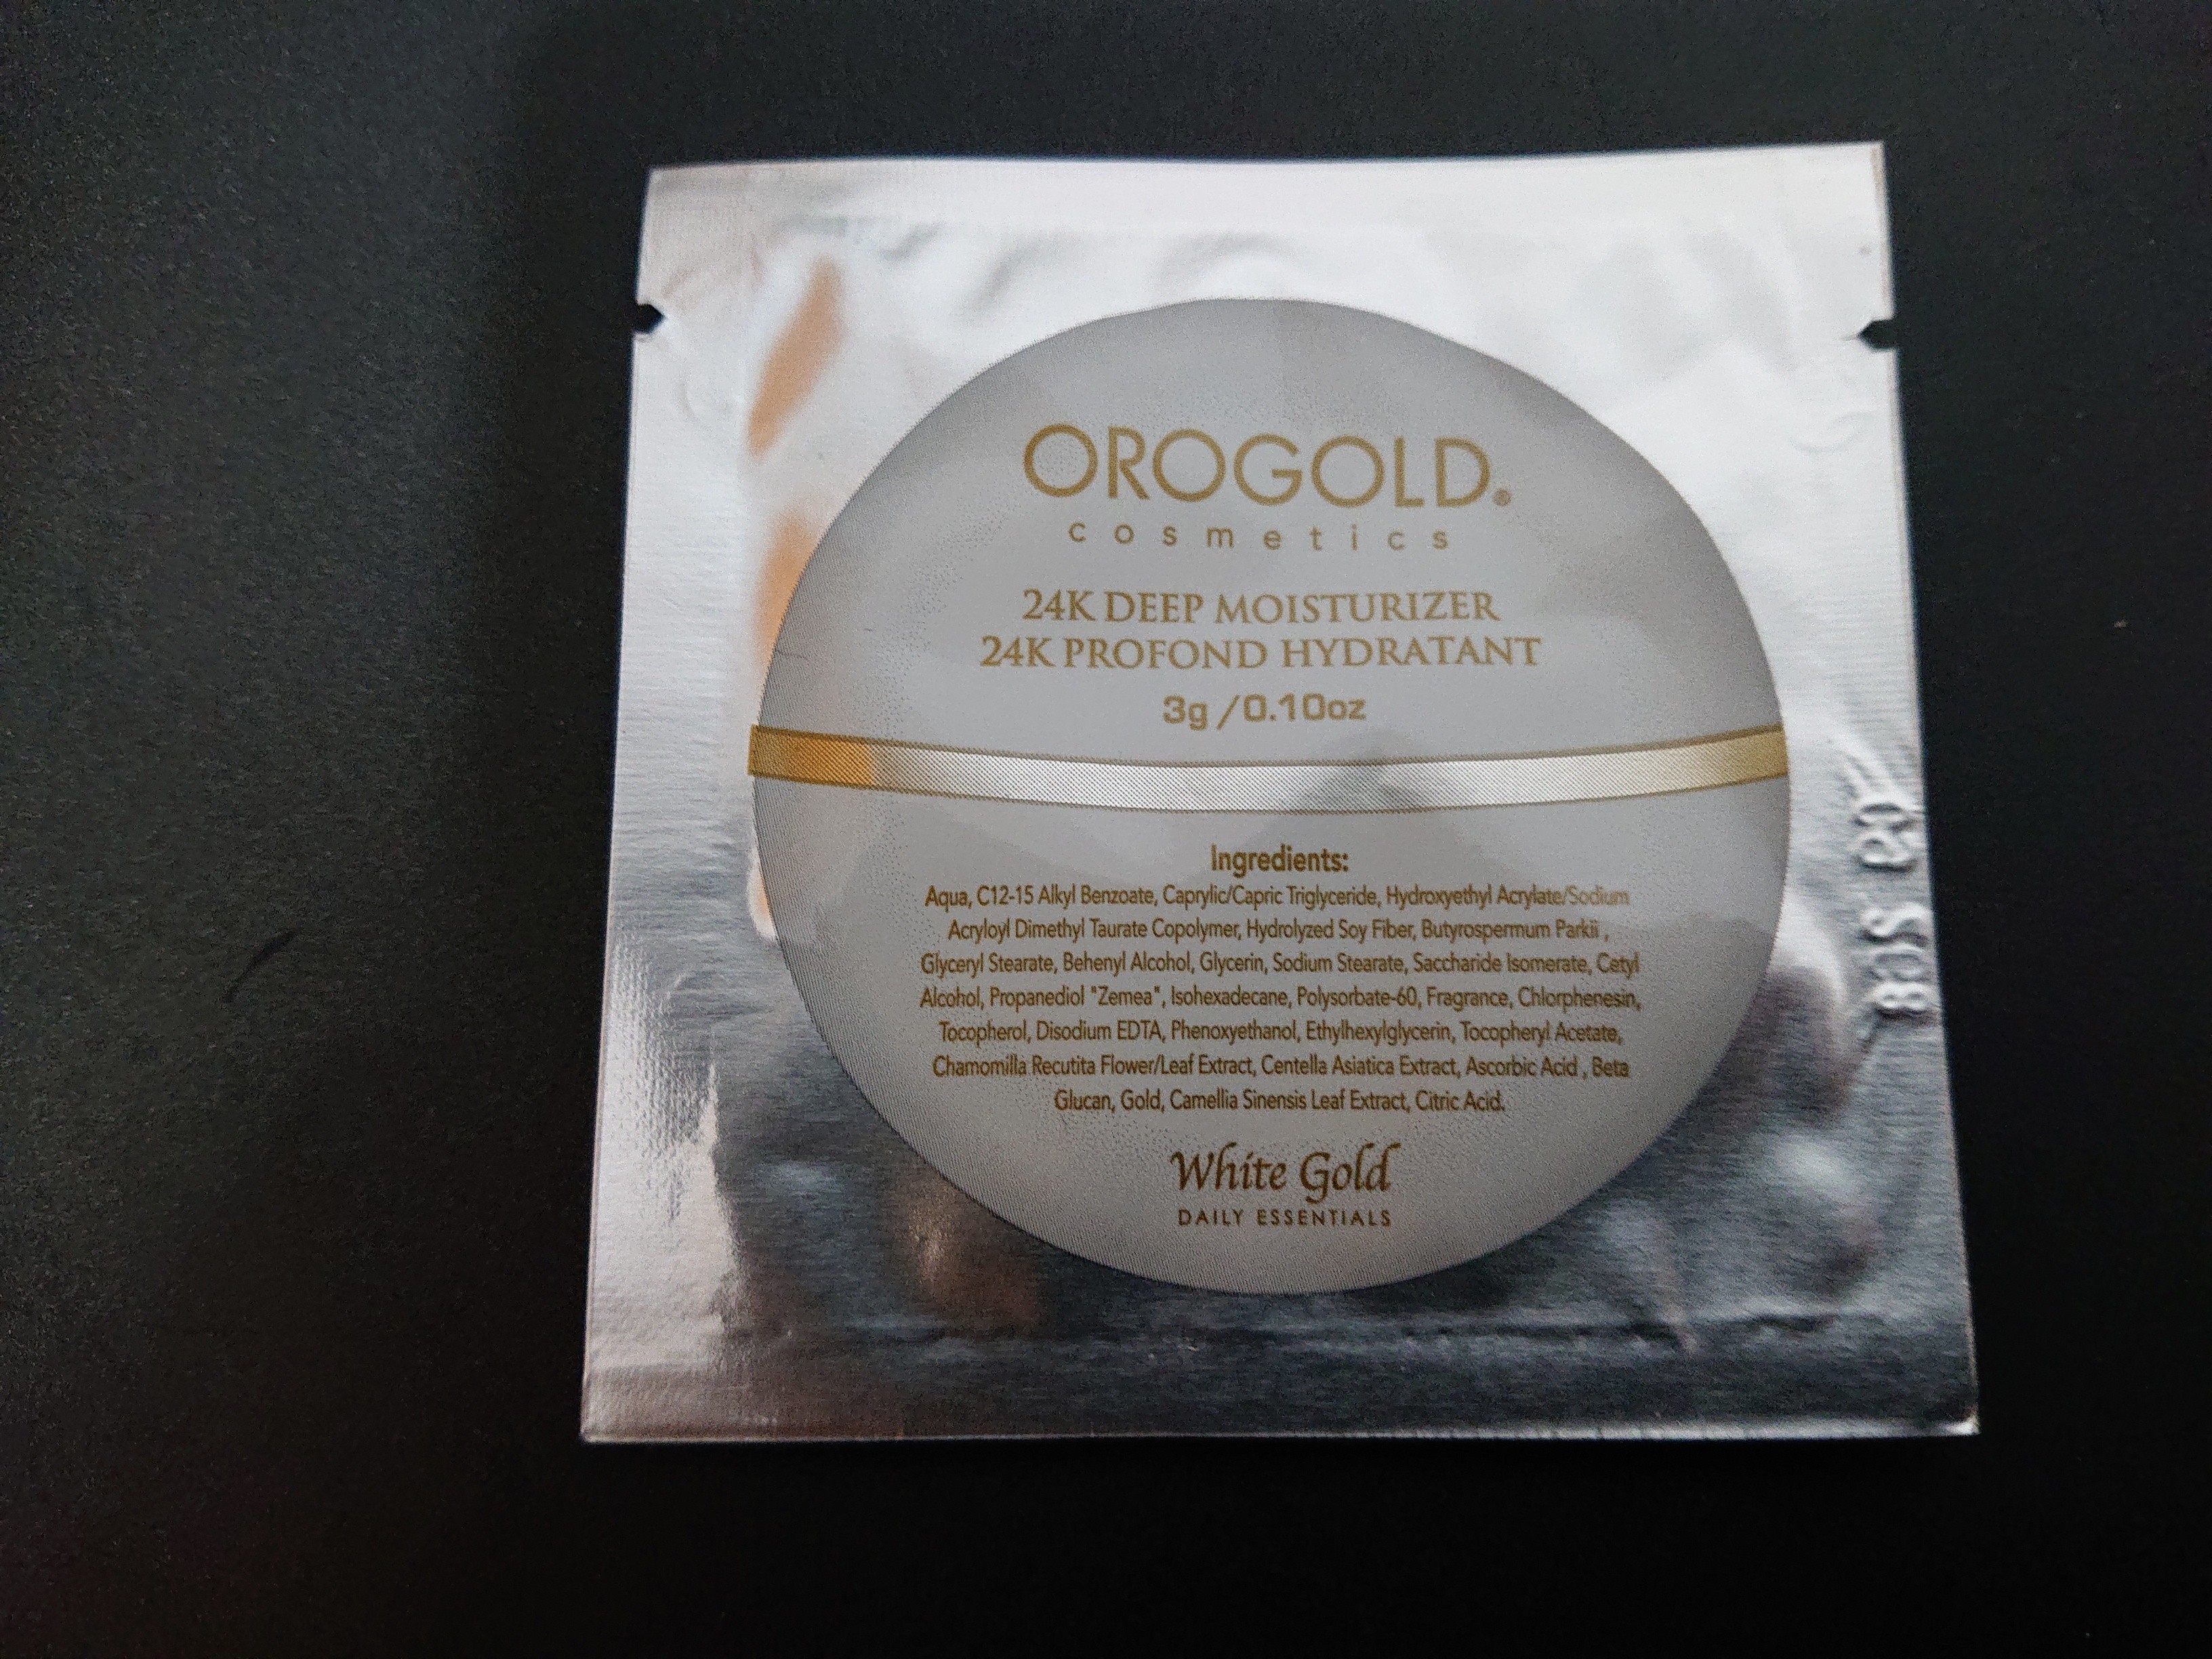 OROGOLD®
cosmetics
24K DEEP MOISTURIZER
24K PROFOND HYDRATANT
3g /0.10oz
Ingredients:
Aqua, C12-15 Alkyl Benzoate, Caprylic/Capric Triglyceride, Hydroxyethyl Acrylate/Sodium
Acryloyl Dimethyl Taurate Copolymer, Hydrolyzed Soy Fiber, Butyrospermum Parkii ,
Glyceryl Stearate, Behenyl Alcohol, Glycerin, Sodium Stearate, Saccharide Isomerate, Cetyl
Alcohol, Propanediol "Zemea", Isohexadecane, Polysorbate-60, Fragrance, Chlorphenesin,
Tocopherol, Disodium EDTA, Phenoxyethanol, Ethylhexylglycerin, Tocopheryl Acetate,
Chamomilla Recutita Flower/Leaf Extract, Centella Asiatica Extract, Ascorbic Acid , Beta
Glucan, Gold, Camellia Sinensis Leaf Extract, Citric Acid.
White Gold
DAILY ESSENTIALS